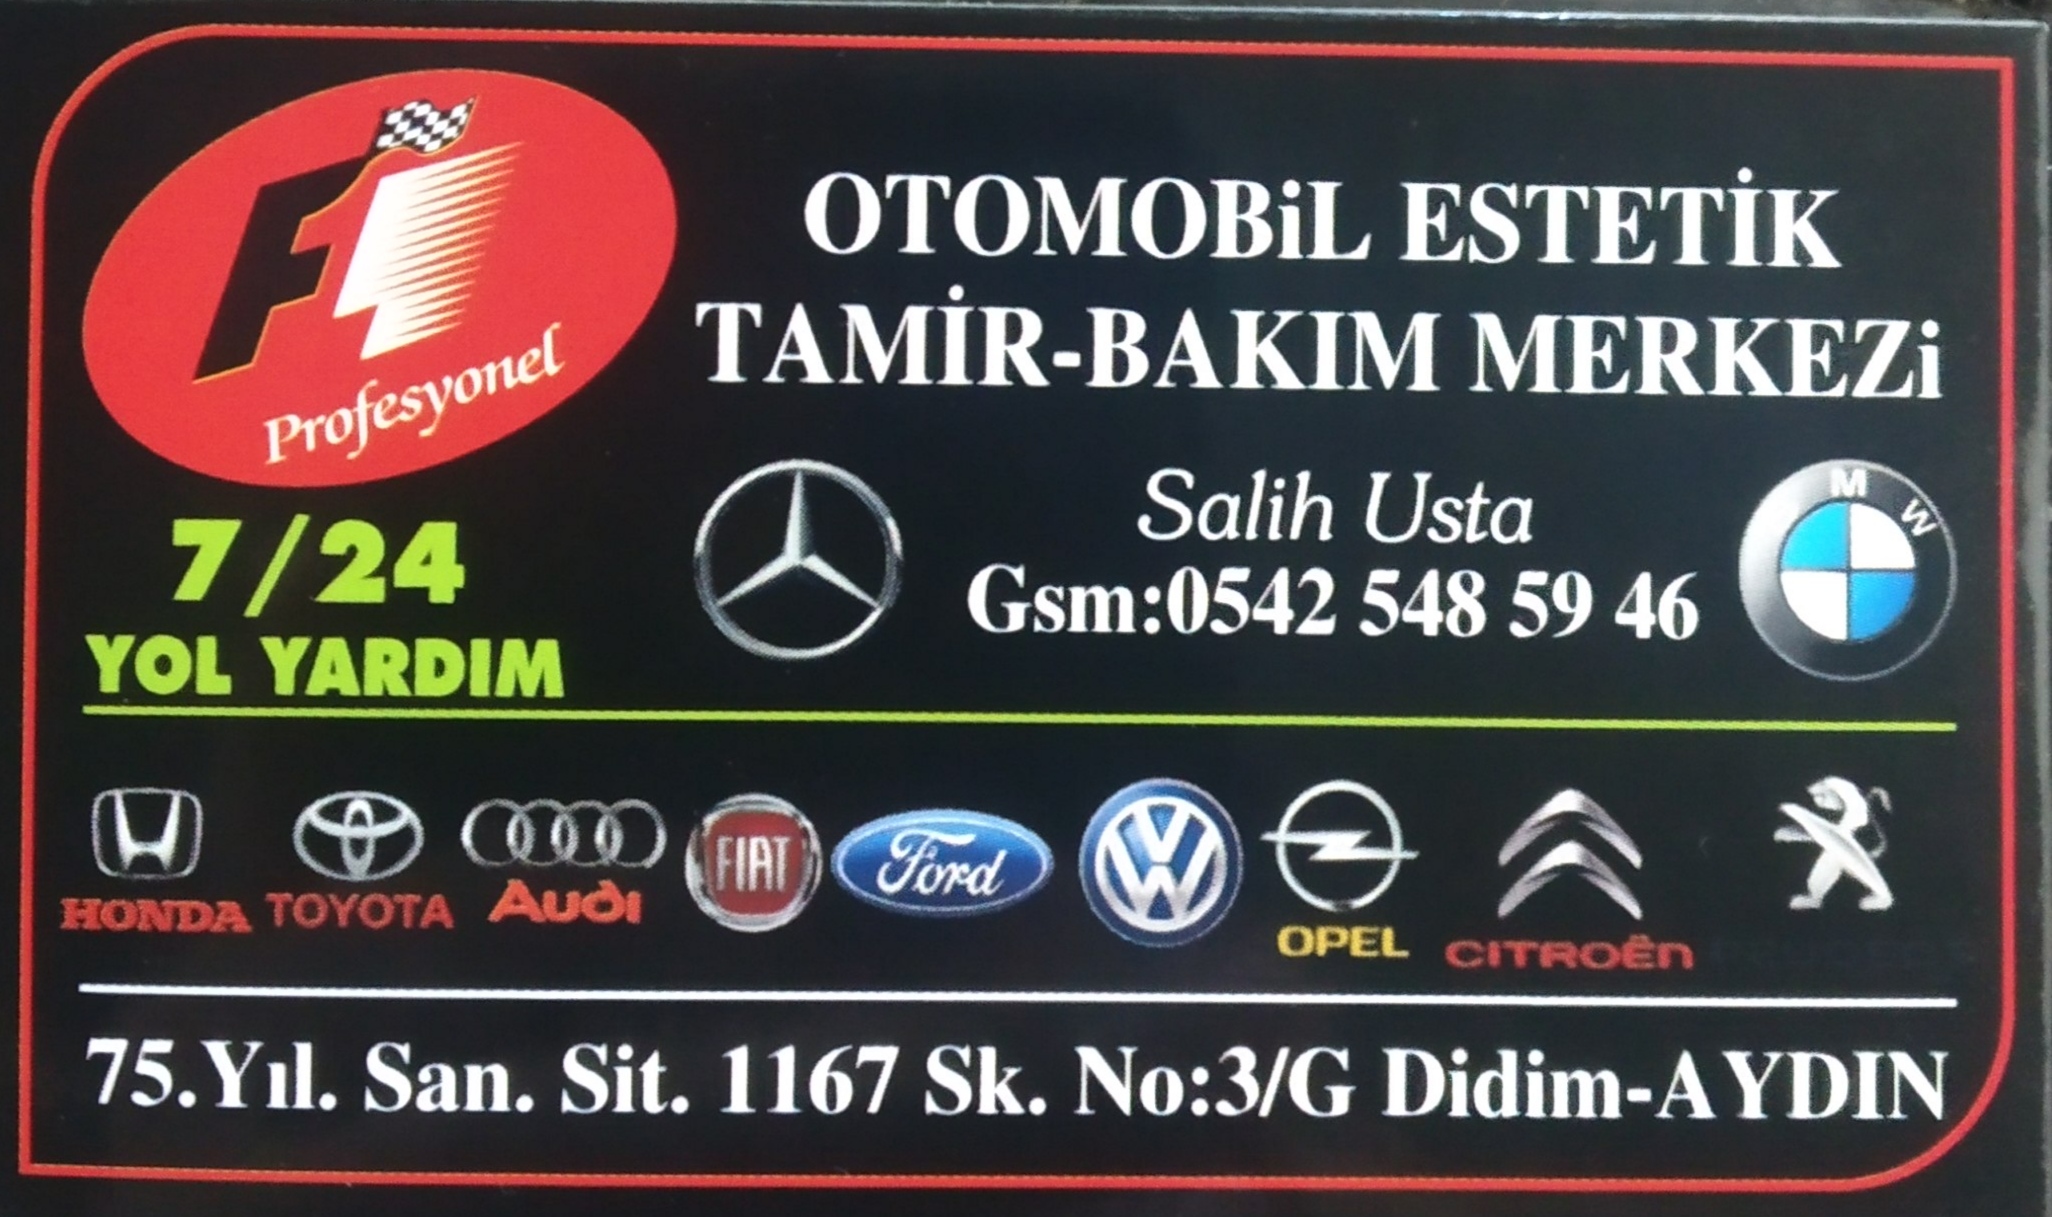 F1
Profesyonel
OTOMOBiL ESTETİK
TAMİR-BAKIM MERKEZi
7/24
YOL YARDIM
Salih Usta
Gsm:0542 548 59 46
M W
HONDA TOYOTA Audi FIAT Ford VW OPEL CITROËN
75.Yıl. San. Sit. 1167 Sk. No:3/G Didim-AYDIN